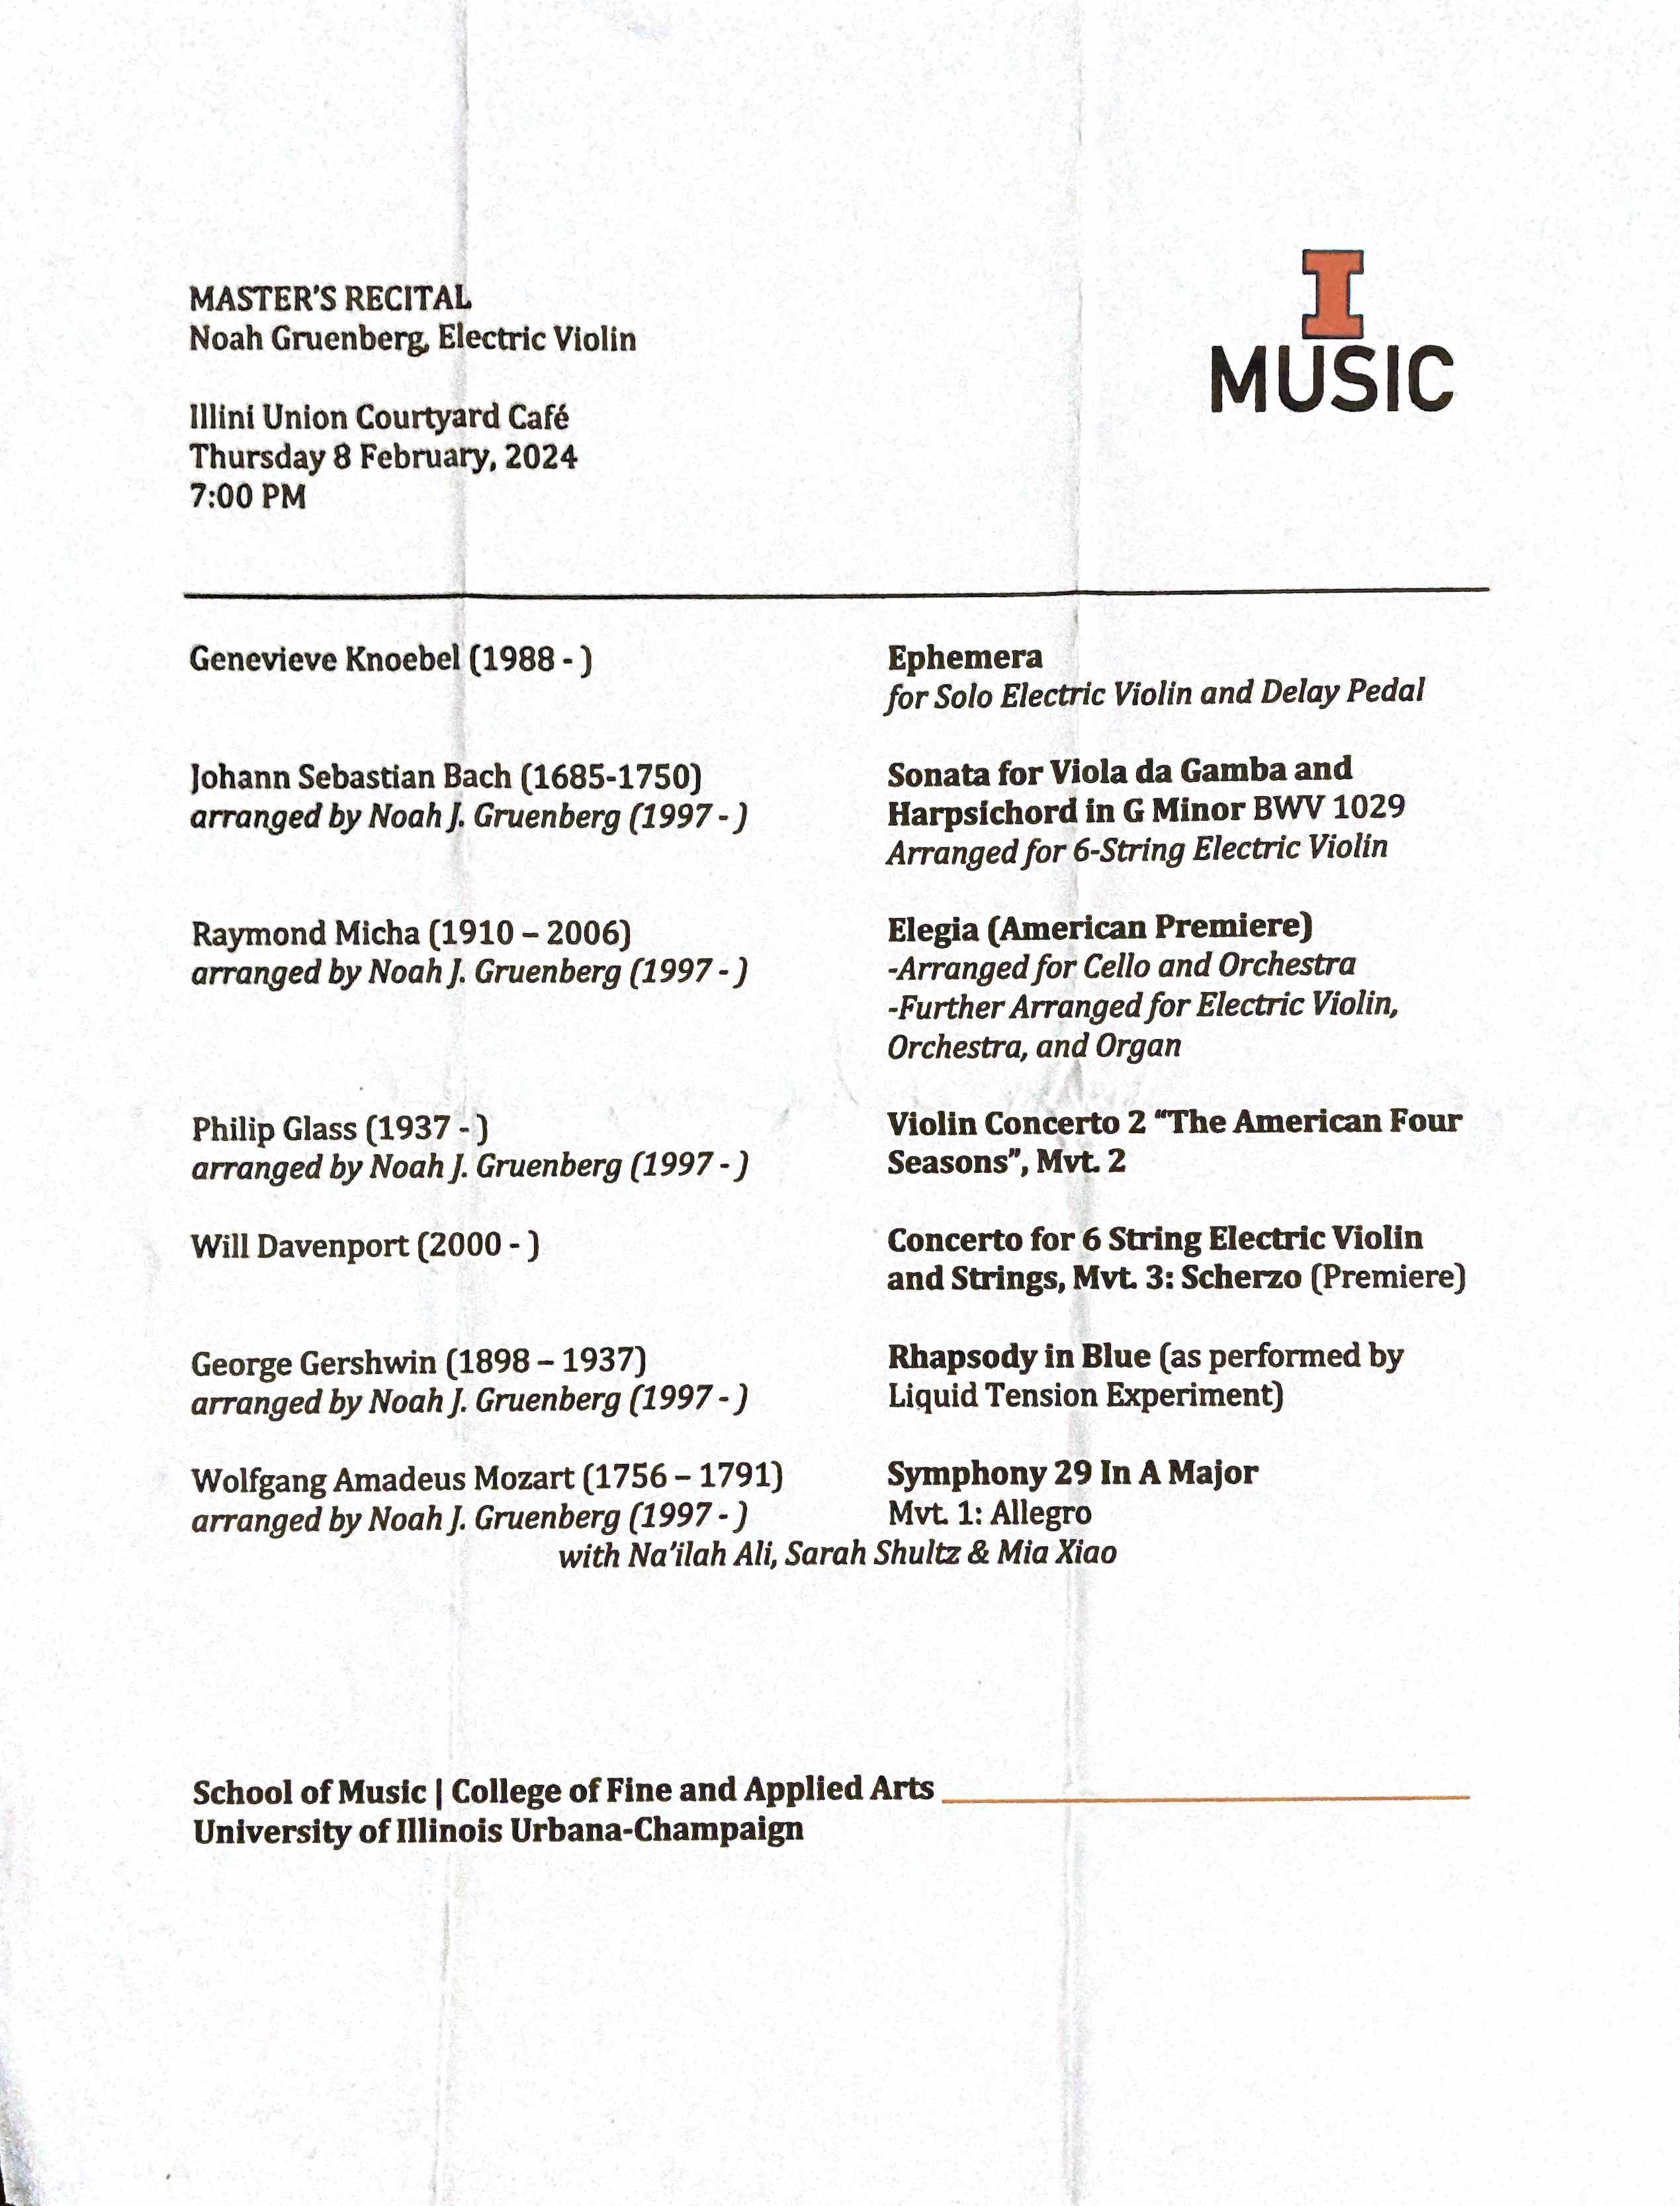 MASTER'S RECITAL
Noah Gruenberg, Electric Violin
Illini Union Courtyard Café
Thursday 8 February, 2024
7:00 PM
I
MUSIC
Genevieve Knoebel (1988 - )
Ephemera
for Solo Electric Violin and Delay Pedal
Johann Sebastian Bach (1685-1750)
arranged by Noah J. Gruenberg (1997 - )
Sonata for Viola da Gamba and
Harpsichord in G Minor BWV 1029
Arranged for 6-String Electric Violin
Raymond Micha (1910 – 2006)
arranged by Noah J. Gruenberg (1997 - )
Elegia (American Premiere)
-Arranged for Cello and Orchestra
-Further Arranged for Electric Violin,
Orchestra, and Organ
Philip Glass (1937 - )
arranged by Noah J. Gruenberg (1997 - )
Violin Concerto 2 “The American Four
Seasons”, Mvt. 2
Will Davenport (2000 - )
Concerto for 6 String Electric Violin
and Strings, Mvt. 3: Scherzo (Premiere)
George Gershwin (1898 – 1937)
arranged by Noah J. Gruenberg (1997 - )
Rhapsody in Blue (as performed by
Liquid Tension Experiment)
Wolfgang Amadeus Mozart (1756 – 1791)
arranged by Noah J. Gruenberg (1997 - )
Symphony 29 In A Major
Mvt. 1: Allegro
with Na'ilah Ali, Sarah Shultz & Mia Xiao
School of Music | College of Fine and Applied Arts
University of Illinois Urbana-Champaign